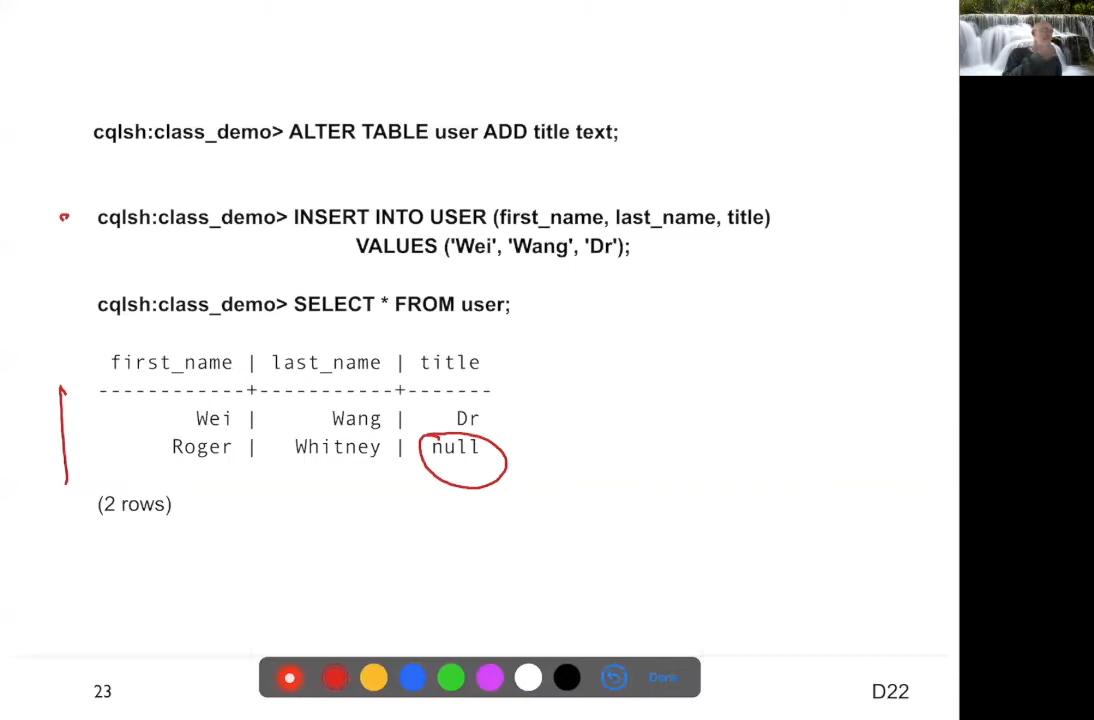 cqlsh:class_demo> ALTER TABLE user ADD title text;
cqlsh:class_demo> INSERT INTO USER (first_name, last_name, title)
VALUES ('Wei', 'Wang', 'Dr');
cqlsh:class_demo> SELECT * FROM user;
first_name | last_name | title
------------+-----------+-------
Wei | Wang | Dr
Roger | Whitney | null
(2 rows)
Done
23
D22